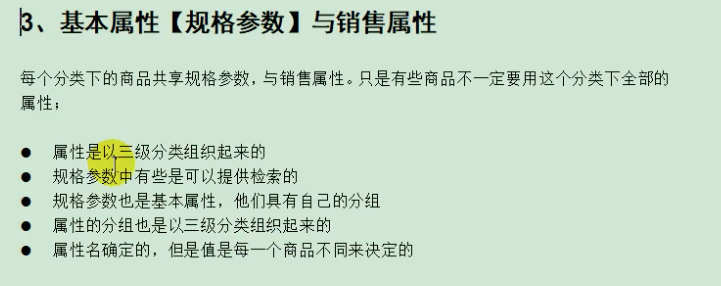 3、基本属性【规格参数】与销售属性
每个分类下的商品共享规格参数，与销售属性。只是有些商品不一定要用这个分类下全部的
属性；
● 属性是以三级分类组织起来的
● 规格参数中有些是可以提供检索的
● 规格参数也是基本属性，他们具有自己的分组
● 属性的分组也是以三级分类组织起来的
● 属性名确定的，但是值是每一个商品不同来决定的